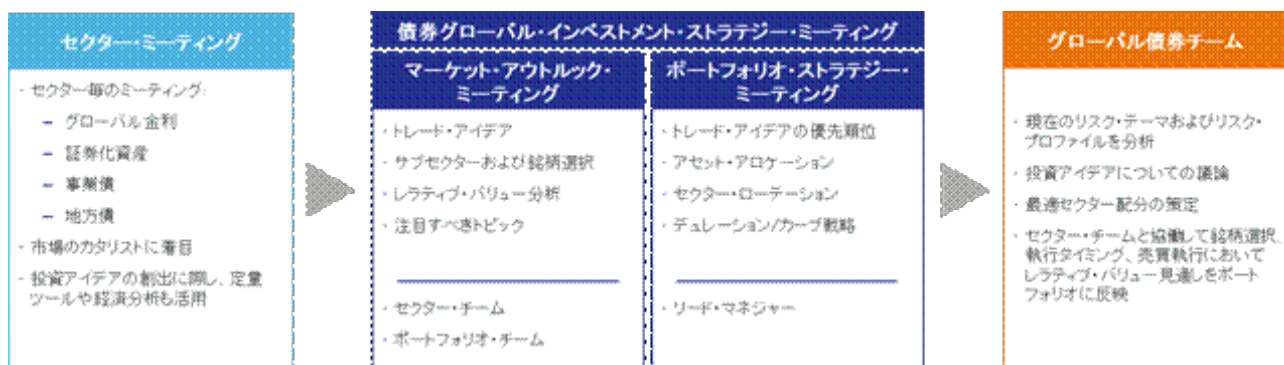 セクター・ミーティング
・セクター毎のミーティング:
− グローバル金利
− 証券化資産
− 事業債
− 地方債
・市場のカタリストに着目
・投資アイデアの創出に際し、定量
ツールや経済分析も活用
債券グローバル・インベストメント・ストラテジー・ミーティング
マーケット・アウトルック・
ミーティング
・トレード・アイデア
・サブセクターおよび銘柄選択
・レラティブ・バリュー分析
・注目すべきトピック
・セクター・チーム
・ポートフォリオ・チーム
ポートフォリオ・ストラテジー・
ミーティング
・トレード・アイデアの優先順位
・アセット・アロケーション
・セクター・ローテーション
・デュレーション/カーブ戦略
・リード・マネジャー
グローバル債券チーム
・現在のリスク・テーマおよびリスク・
プロファイルを分析
・投資アイデアについての議論
・最適セクター配分の策定
・セクター・チームと協働して銘柄選択、
執行タイミング、売買執行において
レラティブ・バリュー見通しをポート
フォリオに反映